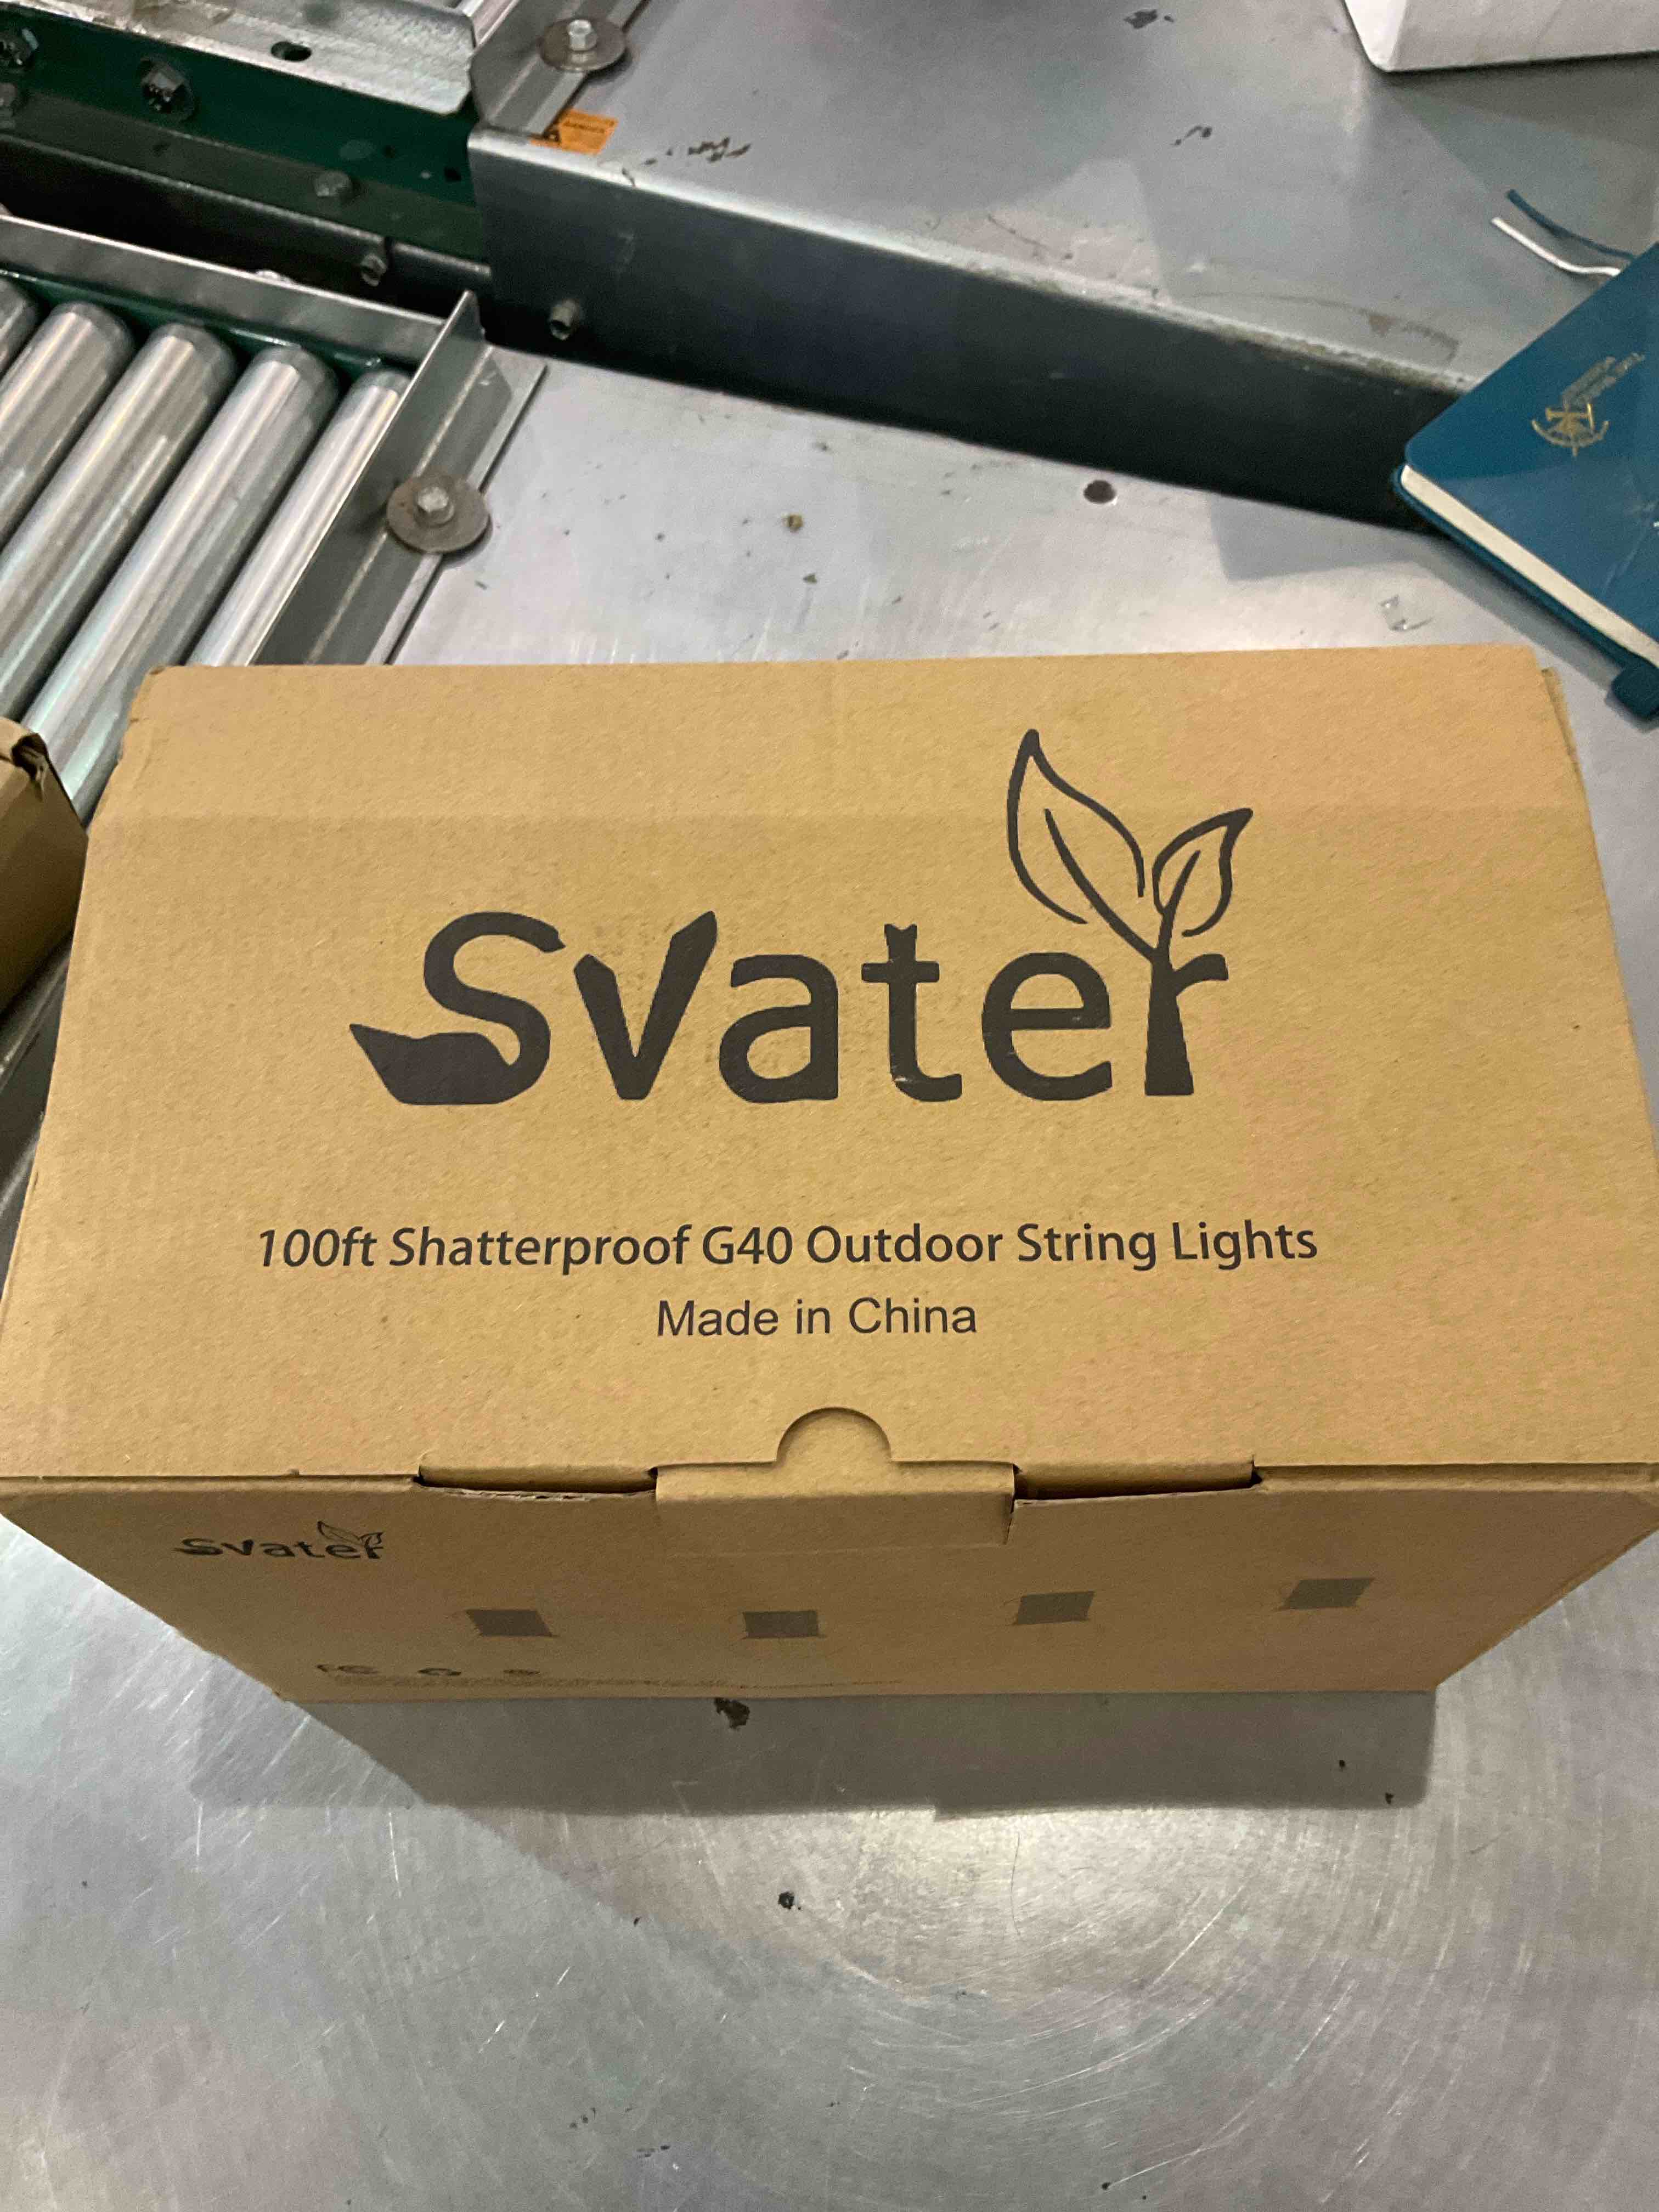 Svater
100ft Shatterproof G40 Outdoor String Lights
Made in China
Svater